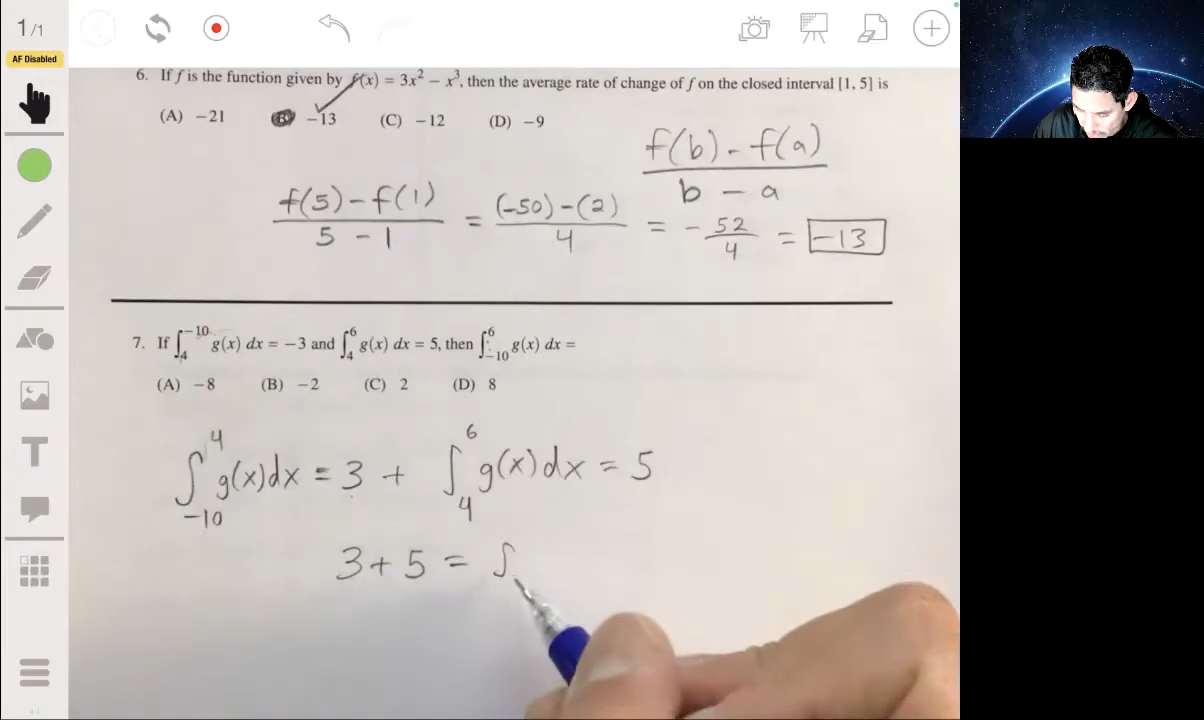 1/1
AF Disabled
6. If f is the function given by f(x) = 3x² − x³, then the average rate of change of f on the closed interval [1, 5] is
(A) −21 (B) −13 (C) −12 (D) −9
f(b) - f(a)
b - a
f(5) - f(1)
5 - 1
= (-50) - (2)
4
= - 52
4
= -13
7. If ∫₄⁻¹⁰ g(x) dx = −3 and ∫₄⁶ g(x) dx = 5, then ∫₋₁₀⁶ g(x) dx =
(A) −8 (B) −2 (C) 2 (D) 8
∫₋₁₀⁴ g(x)dx = 3 + ∫₄⁶ g(x)dx = 5
3 + 5 = ∫
T